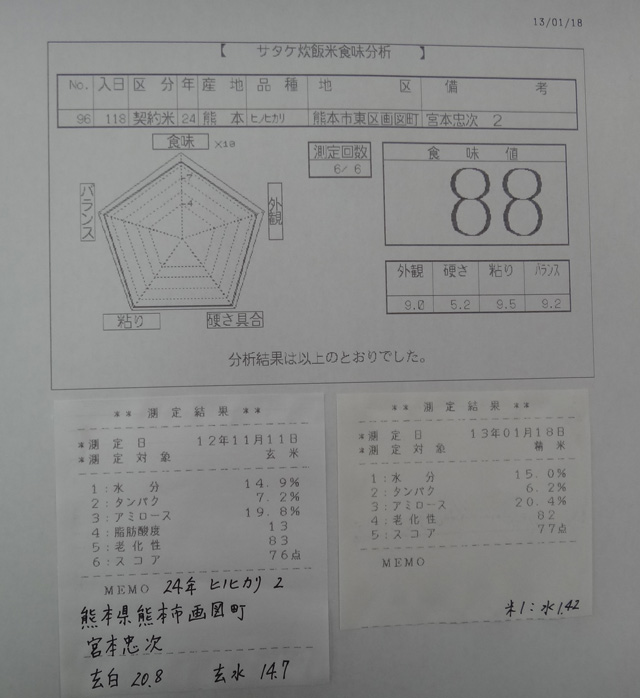 13/01/18
【 サタケ炊飯米食味分析 】
No. 入日 区分 年 産地 品種 地区 備考
96 118 契約米 24 熊本 ヒノヒカリ 熊本市東区画図町 宮本忠次 2
食味 X10
7
4
バランス
外観
粘り
硬さ具合
測定回数
6/ 6
食味値
88
外観 硬さ 粘り バランス
9.0 5.2 9.5 9.2
分析結果は以上のとおりでした。
** 測定結果 **
*測定日 12年11月11日
*測定対象 玄米
1:水分 14.9%
2:タンパク 7.2%
3:アミロース 19.8%
4:脂肪酸度 13
5:老化性 83
6:スコア 76点
MEMO 24年 ヒノヒカリ 2
熊本県熊本市画図町
宮本忠次
玄白 20.8 玄水 14.7
** 測定結果 **
*測定日 13年01月18日
*測定対象 精米
1:水分 15.0%
2:タンパク 6.2%
3:アミロース 20.4%
4:老化性 82
5:スコア 77点
MEMO
米1:水1.42